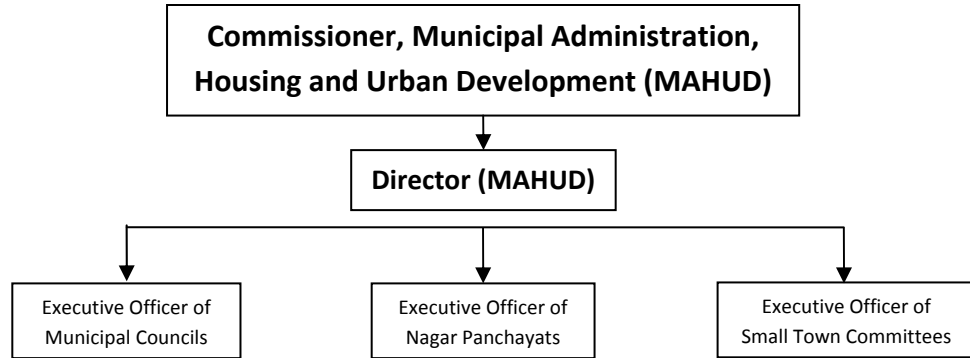 Commissioner, Municipal Administration,
Housing and Urban Development (MAHUD)
Director (MAHUD)
Executive Officer of
Municipal Councils
Executive Officer of
Nagar Panchayats
Executive Officer of
Small Town Committees